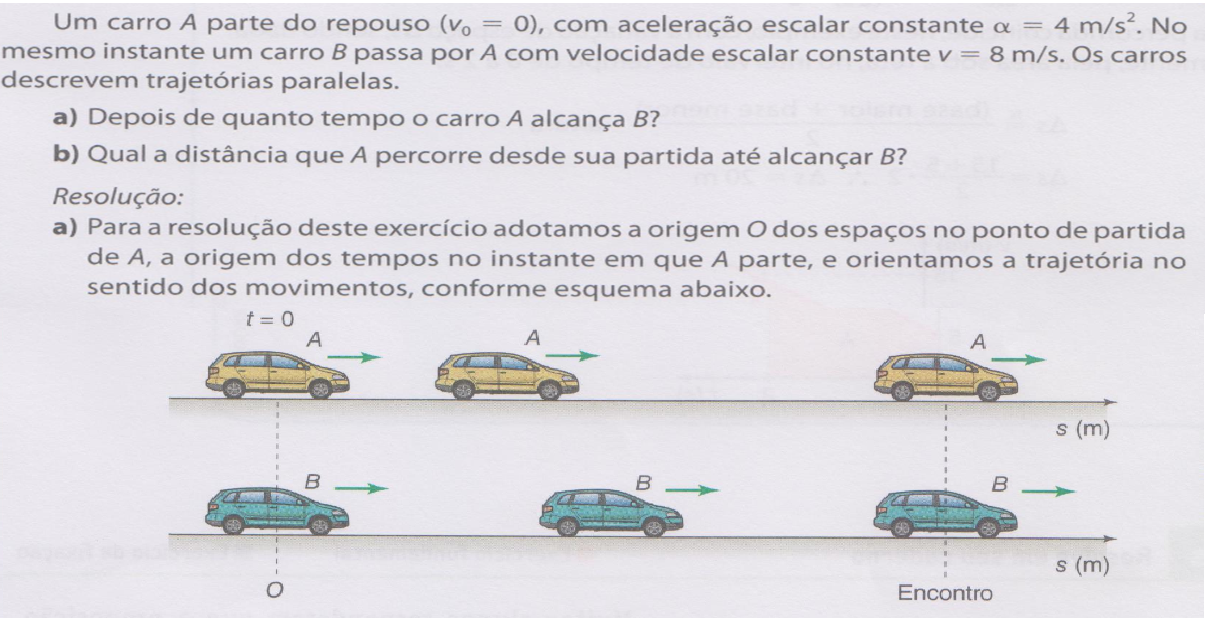 Um carro A parte do repouso (v₀ = 0), com aceleração escalar constante α = 4 m/s². No
mesmo instante um carro B passa por A com velocidade escalar constante v = 8 m/s. Os carros
descrevem trajetórias paralelas.
a) Depois de quanto tempo o carro A alcança B?
b) Qual a distância que A percorre desde sua partida até alcançar B?
Resolução:
a) Para a resolução deste exercício adotamos a origem O dos espaços no ponto de partida
de A, a origem dos tempos no instante em que A parte, e orientamos a trajetória no
sentido dos movimentos, conforme esquema abaixo.
t = 0
A A A
s (m)
B B B
s (m)
O Encontro